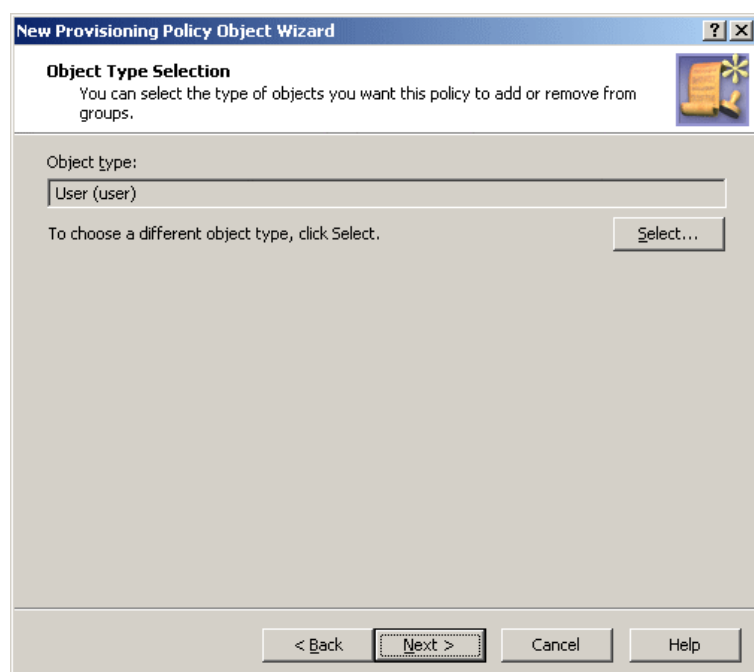 New Provisioning Policy Object Wizard
Object Type Selection
You can select the type of objects you want this policy to add or remove from
groups.
Object type:
User (user)
To choose a different object type, click Select.
Select...
< Back
Next >
Cancel
Help